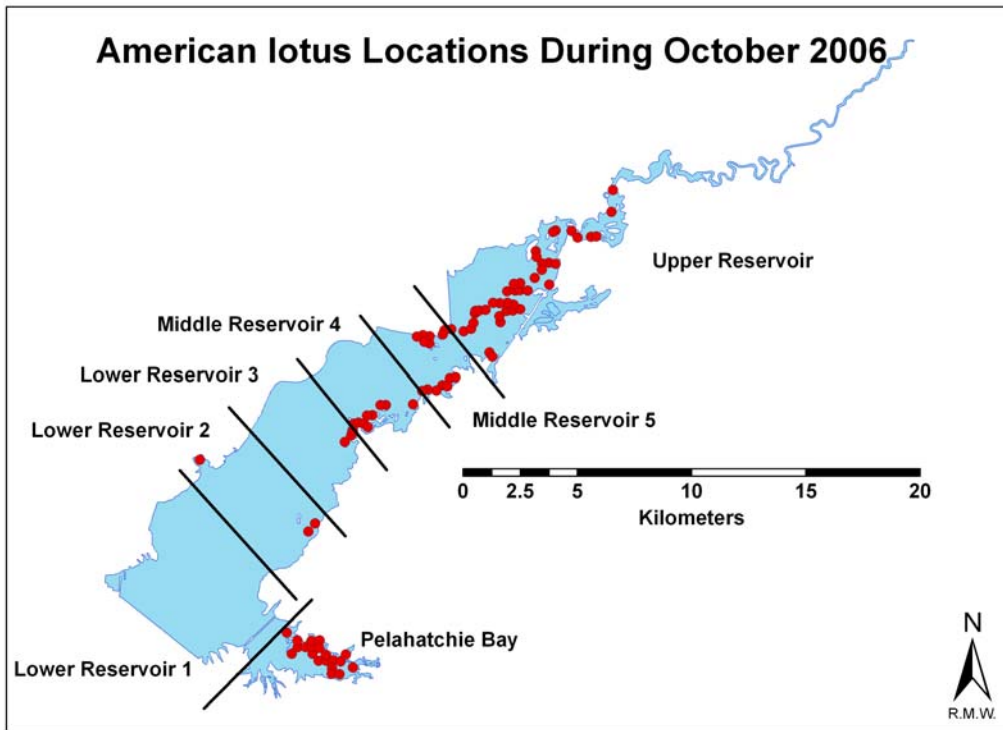 American lotus Locations During October 2006
Upper Reservoir
Middle Reservoir 4
Lower Reservoir 3
Lower Reservoir 2
Middle Reservoir 5
0 2.5 5 10 15 20
Kilometers
Pelahatchie Bay
Lower Reservoir 1
N
R.M.W.